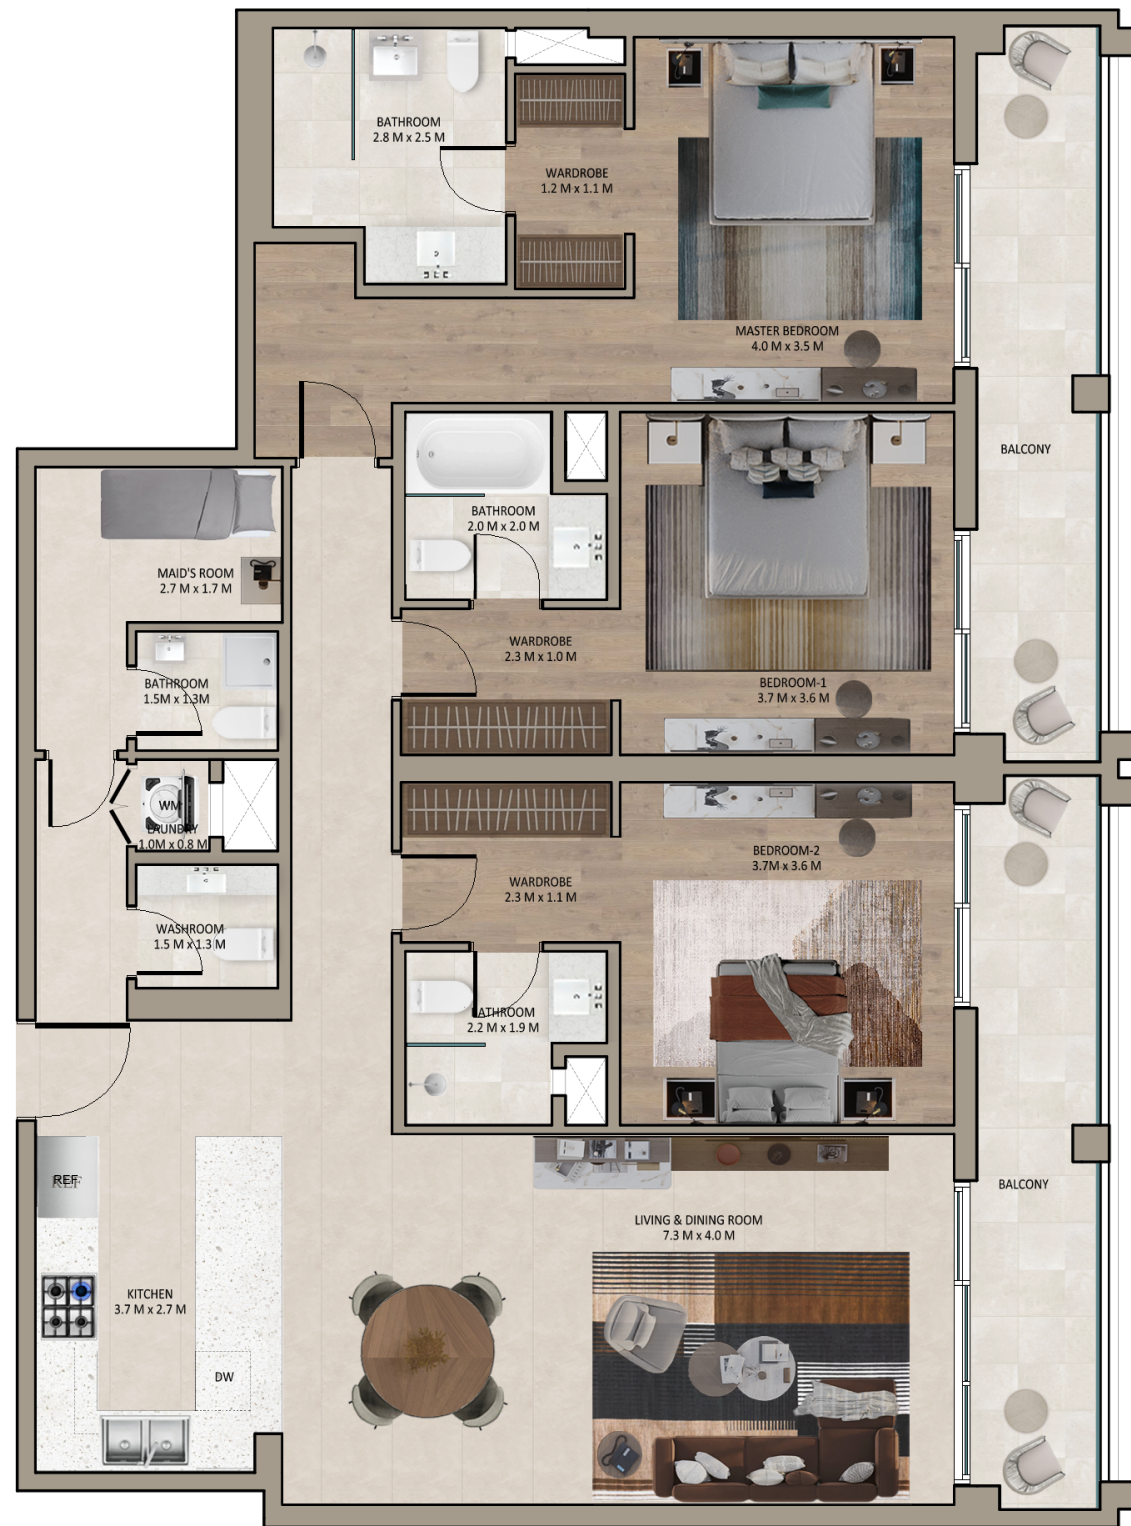 BATHROOM
2.8 M x 2.5 M
WARDROBE
1.2 M x 1.1 M
MASTER BEDROOM
4.0 M x 3.5 M
BALCONY
BATHROOM
2.0 M x 2.0 M
MAID'S ROOM
2.7 M x 1.7 M
WARDROBE
2.3 M x 1.0 M
BATHROOM
1.5M x 1.3M
BEDROOM-1
3.7 M x 3.6 M
WM
LAUNDRY
1.0M x 0.8 M
BEDROOM-2
3.7M x 3.6 M
WARDROBE
2.3 M x 1.1 M
WASHROOM
1.5 M x 1.3 M
BATHROOM
2.2 M x 1.9 M
REF
REF
BALCONY
LIVING & DINING ROOM
7.3 M x 4.0 M
KITCHEN
3.7 M x 2.7 M
DW